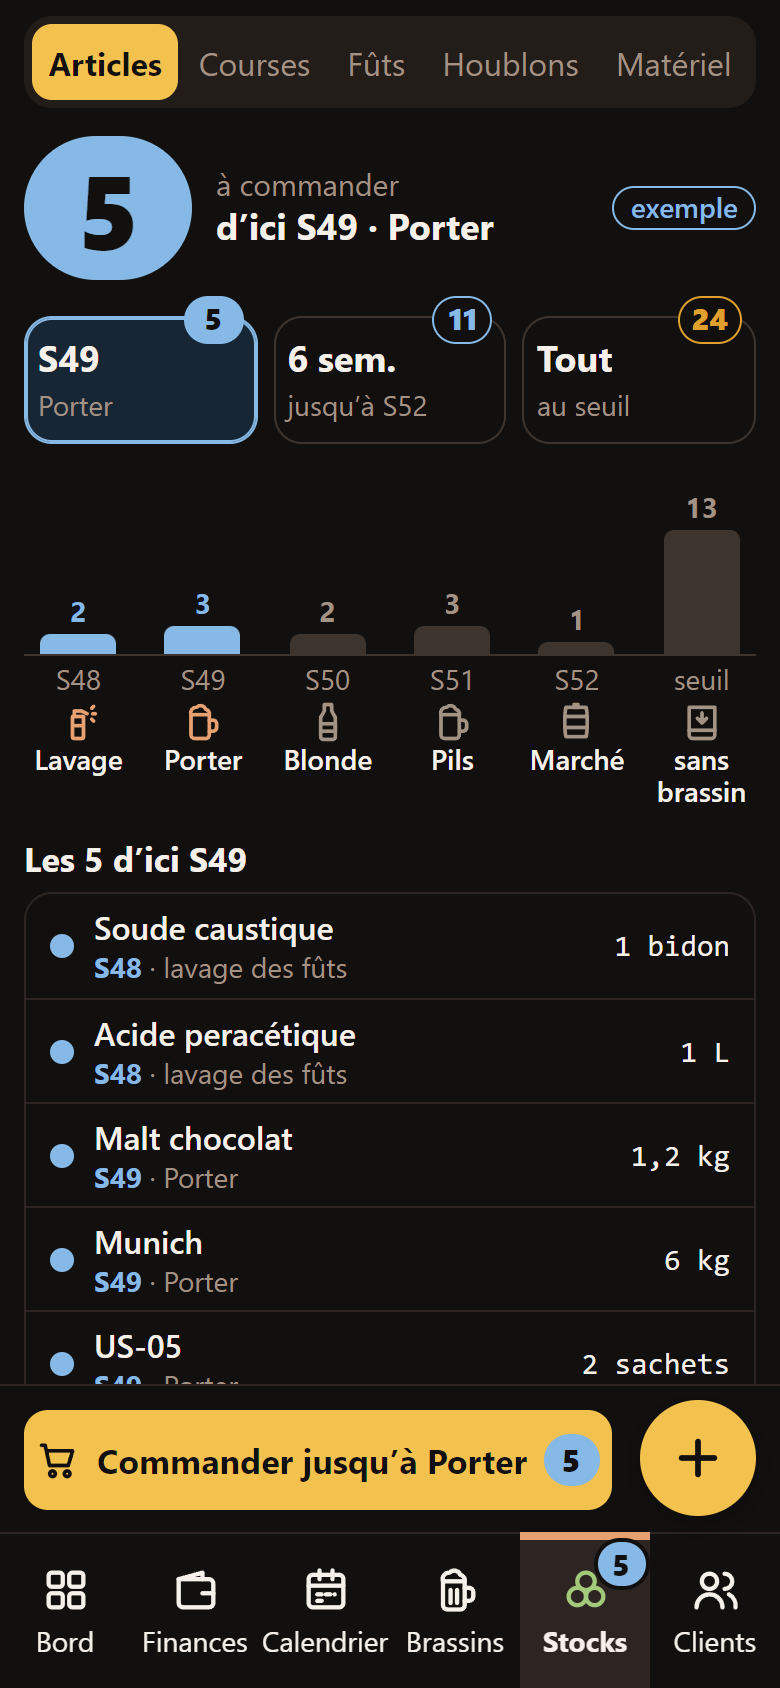 Articles Courses Fûts Houblons Matériel
5
à commander
d’ici S49 · Porter
exemple
5
S49
Porter
11
6 sem.
jusqu’à S52
24
Tout
au seuil
2 3 2 3 1 13
S48 S49 S50 S51 S52 seuil
Lavage Porter Blonde Pils Marché sans
brassin
Les 5 d’ici S49
Soude caustique
S48 · lavage des fûts
1 bidon
Acide peracétique
S48 · lavage des fûts
1 L
Malt chocolat
S49 · Porter
1,2 kg
Munich
S49 · Porter
6 kg
US-05
S49 · Porter
2 sachets
Commander jusqu’à Porter 5
5
Bord Finances Calendrier Brassins Stocks Clients